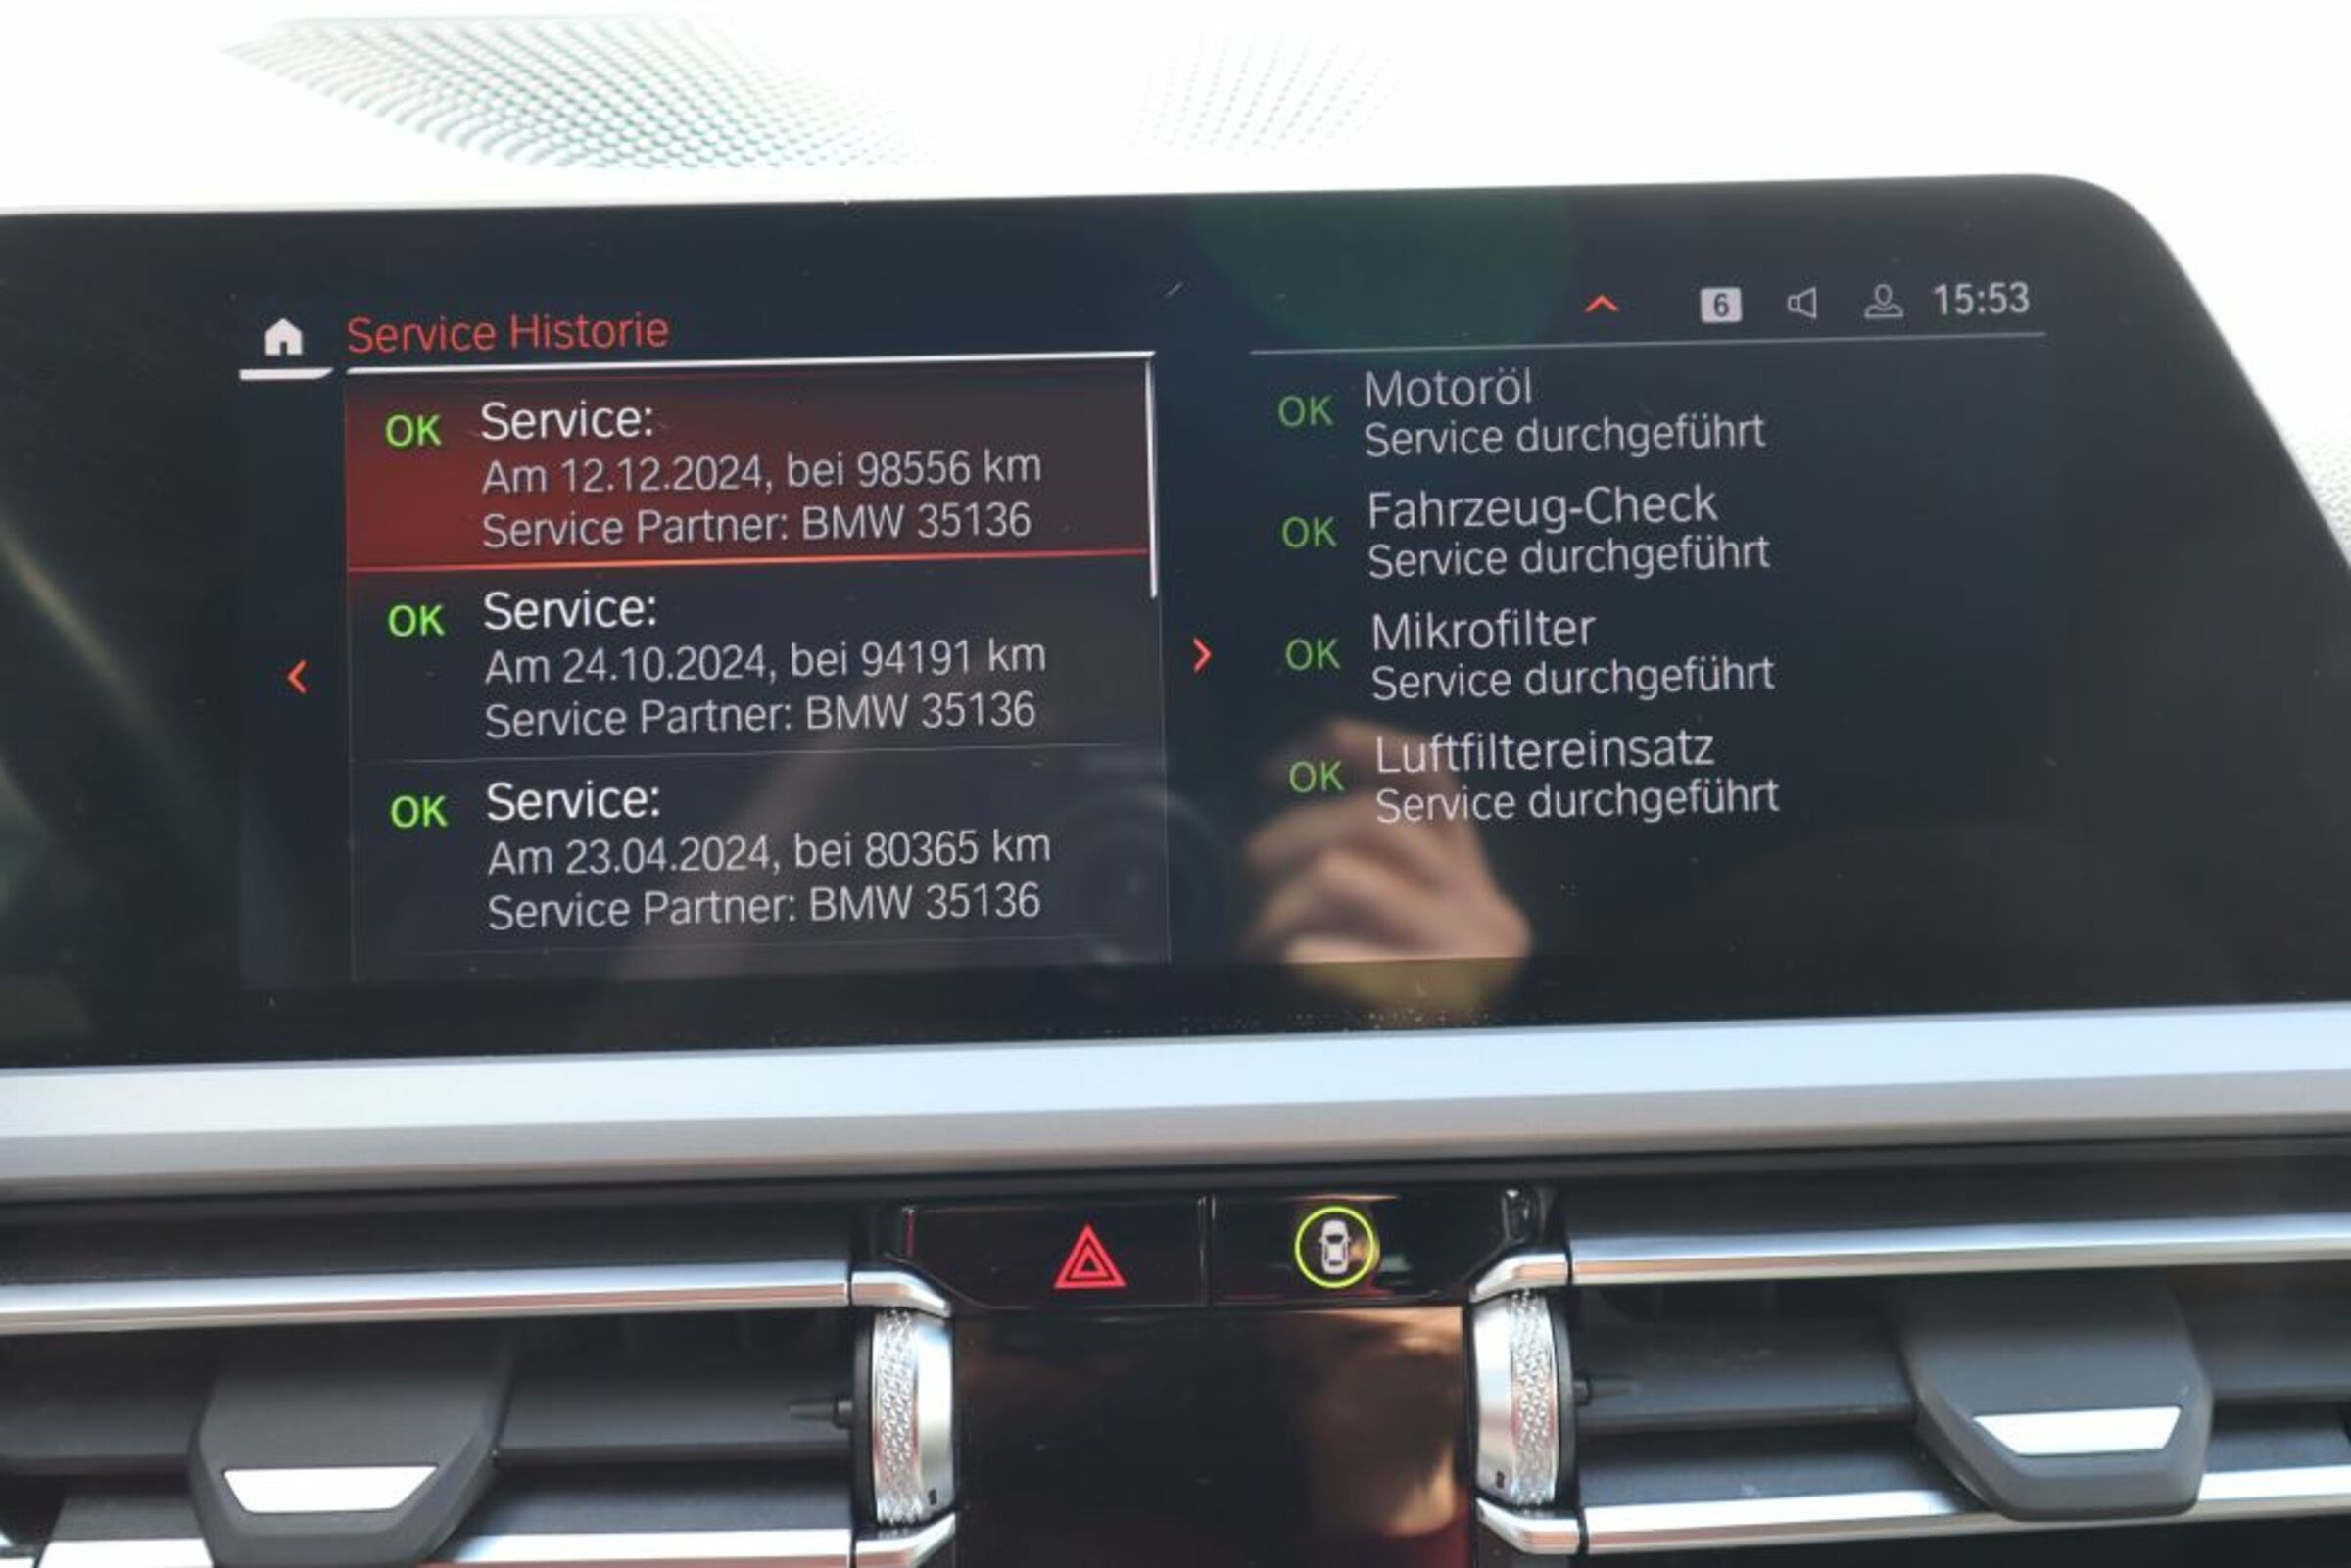 Service Historie
6
15:53
OK Service:
Am 12.12.2024, bei 98556 km
Service Partner: BMW 35136
OK Service:
Am 24.10.2024, bei 94191 km
Service Partner: BMW 35136
OK Service:
Am 23.04.2024, bei 80365 km
Service Partner: BMW 35136
OK Motoröl
Service durchgeführt
OK Fahrzeug-Check
Service durchgeführt
OK Mikrofilter
Service durchgeführt
OK Luftfiltereinsatz
Service durchgeführt